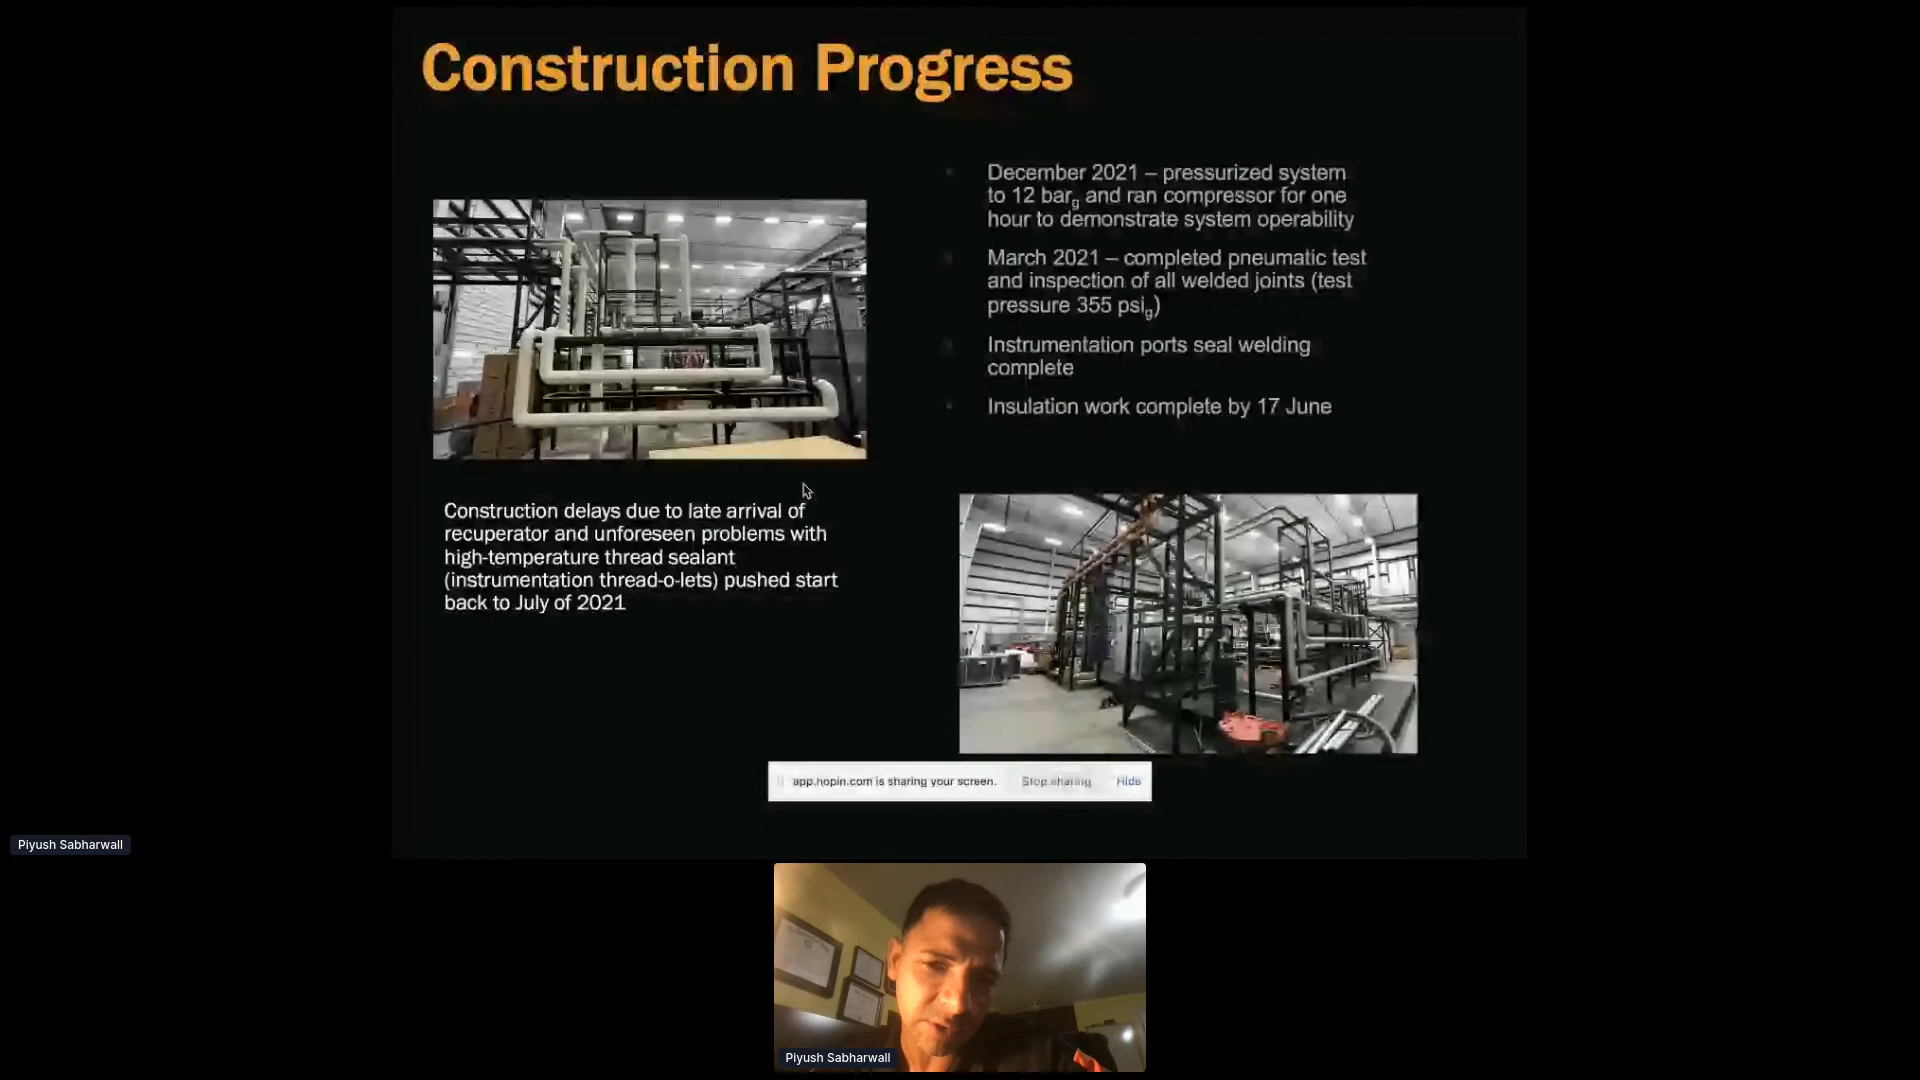 Construction Progress
December 2021 – pressurized system
to 12 barg and ran compressor for one
hour to demonstrate system operability
March 2021 – completed pneumatic test
and inspection of all welded joints (test
pressure 355 psig)
Instrumentation ports seal welding
complete
Insulation work complete by 17 June
Construction delays due to late arrival of
recuperator and unforeseen problems with
high-temperature thread sealant
(instrumentation thread-o-lets) pushed start
back to July of 2021
app.hopin.com is sharing your screen. Stop sharing Hide
Piyush Sabharwall
Piyush Sabharwall